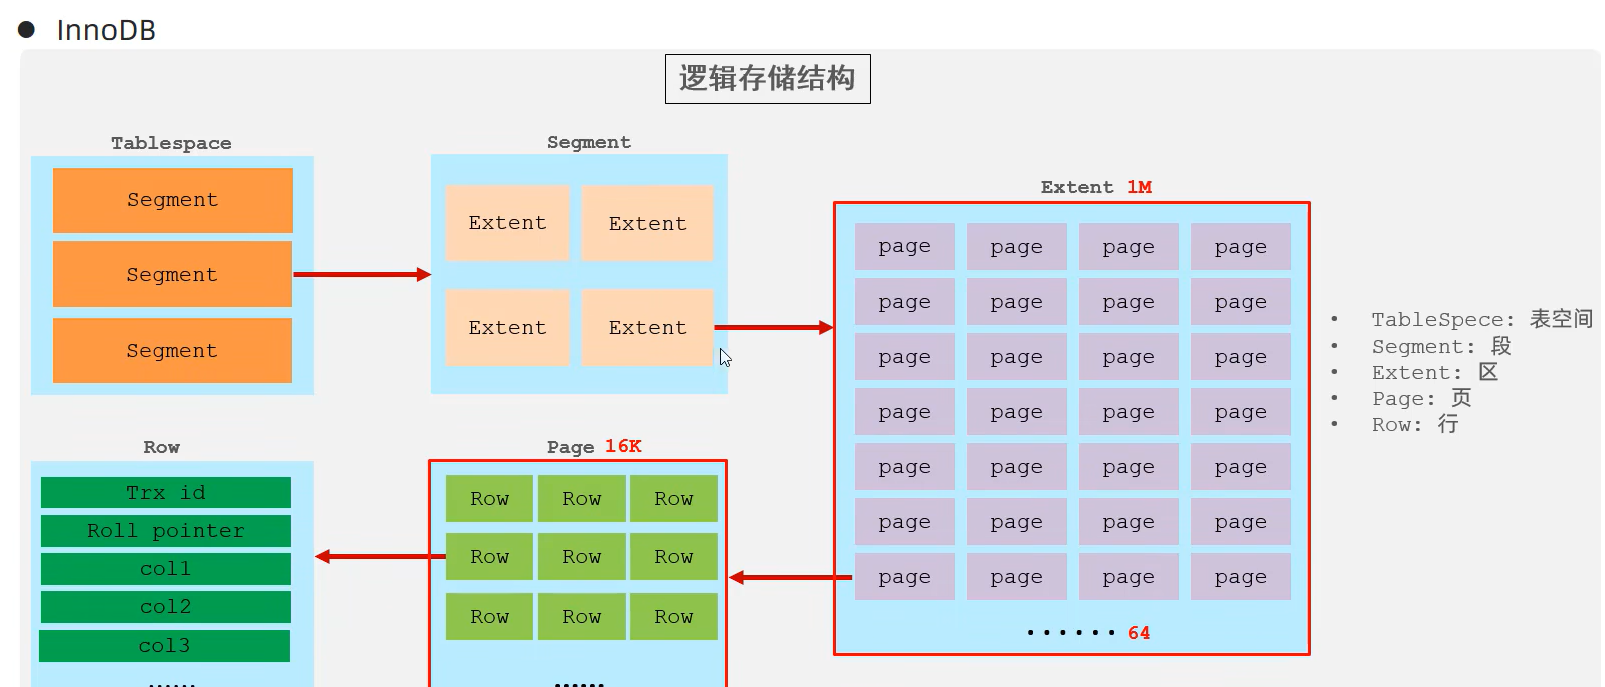 ● InnoDB
逻辑存储结构
Tablespace
Segment
Segment
Segment
Segment
Extent Extent
Extent Extent
Extent 1M
page page page page
page page page page
page page page page
page page page page
page page page page
page page page page
page page page page
...... 64
• TableSpece: 表空间
• Segment: 段
• Extent: 区
• Page: 页
• Row: 行
Page 16K
Row Row Row
Row Row Row
Row Row Row
......
Row
Trx id
Roll pointer
col1
col2
col3
......